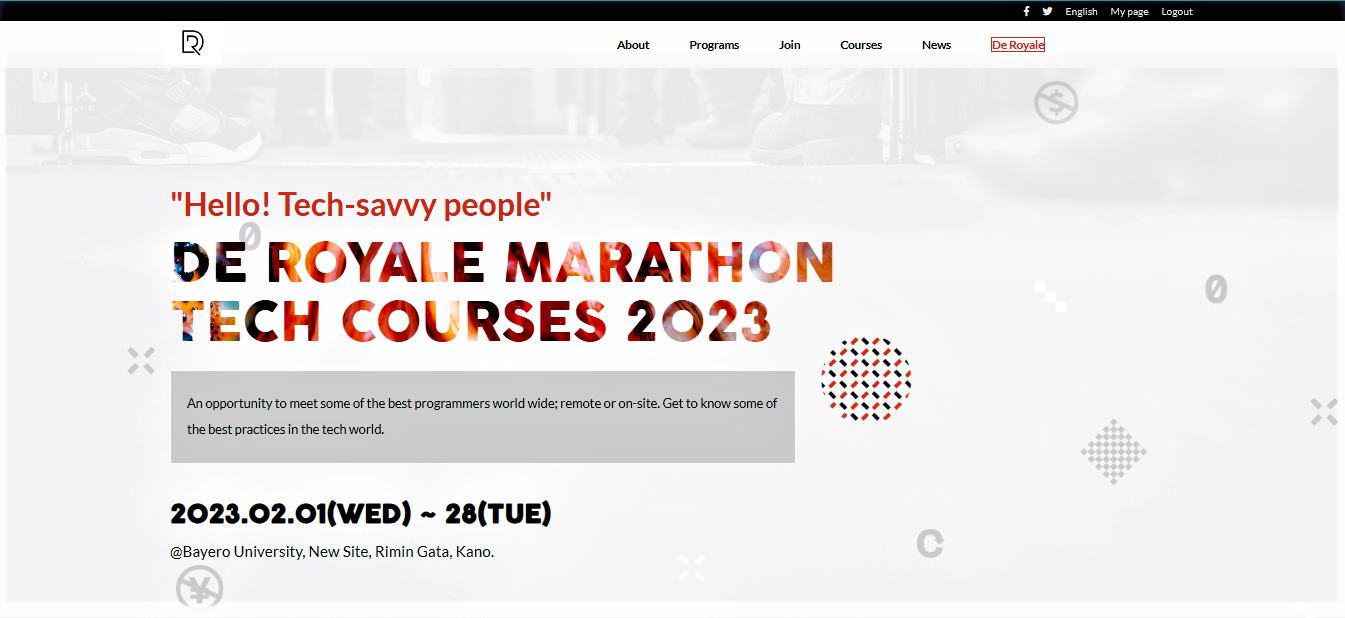 English My page Logout
About Programs Join Courses News De Royale
"Hello! Tech-savvy people"
DE ROYALE MARATHON
TECH COURSES 2023
An opportunity to meet some of the best programmers world wide; remote or on-site. Get to know some of
the best practices in the tech world.
2023.02.01(WED) ~ 28(TUE)
@Bayero University, New Site, Rimin Gata, Kano.